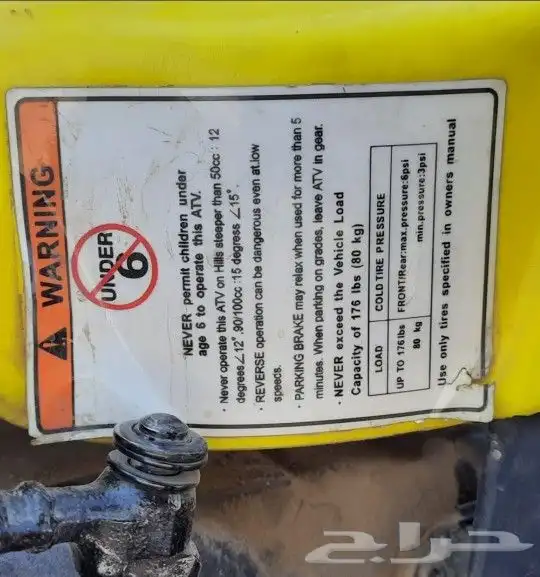 WARNING
UNDER
6
NEVER permit children under
age 6 to operate this ATV.
· Never operate this ATV on Hills steeper than 50cc : 12
degrees∠12°.90/100cc :15 degress ∠15°.
· REVERSE operation can be dangerous even at.low
speeds.
· PARKING BRAKE may relax when used for more than 5
minutes. When parking on grades, leave ATV in gear.
· NEVER exceed the Vehicle Load
Capacity of 176 lbs (80 kg)
LOAD COLD TIRE PRESSURE
UP TO 176lbs FRONT/Rear:max.pressure:6psi
80 kg min.pressure:3psi
Use only tires specified in owners manual
حراج